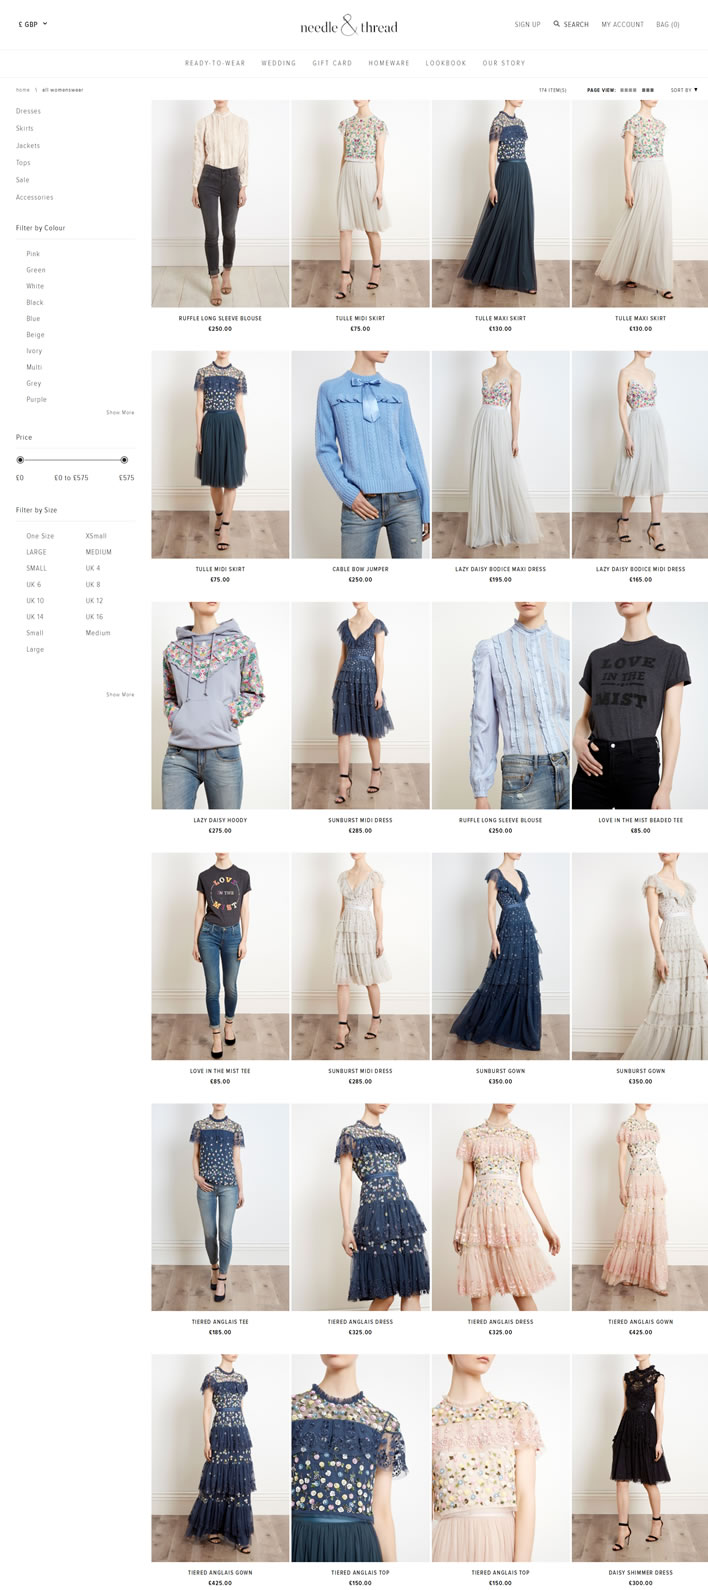 £ GBP
needle & thread
SIGN UP SEARCH MY ACCOUNT BAG (0)
READY-TO-WEAR WEDDING GIFT CARD HOMEWARE LOOKBOOK OUR STORY
home \ all womenswear
174 ITEM(S) PAGE VIEW: SORT BY
Dresses
Skirts
Jackets
Tops
Sale
Accessories
Filter by Colour
Pink
Green
White
Black
Blue
Beige
Ivory
Multi
Grey
Purple
Show More
Price
£0 £0 to £575 £575
Filter by Size
One Size XSmall
LARGE MEDIUM
SMALL UK 4
UK 6 UK 8
UK 10 UK 12
UK 14 UK 16
Small Medium
Large
Show More
RUFFLE LONG SLEEVE BLOUSE TULLE MIDI SKIRT TULLE MAXI SKIRT TULLE MAXI SKIRT
£250.00 £75.00 £130.00 £130.00
TULLE MIDI SKIRT CABLE BOW JUMPER LAZY DAISY BODICE MAXI DRESS LAZY DAISY BODICE MIDI DRESS
£75.00 £250.00 £195.00 £165.00
LOVE
IN THE
MIST
LAZY DAISY HOODY SUNBURST MIDI DRESS RUFFLE LONG SLEEVE BLOUSE LOVE IN THE MIST BEADED TEE
£275.00 £285.00 £250.00 £85.00
LOVE
IN THE
MIST
LOVE IN THE MIST TEE SUNBURST MIDI DRESS SUNBURST GOWN SUNBURST GOWN
£85.00 £285.00 £350.00 £350.00
TIERED ANGLAIS TEE TIERED ANGLAIS DRESS TIERED ANGLAIS DRESS TIERED ANGLAIS GOWN
£185.00 £325.00 £325.00 £425.00
TIERED ANGLAIS GOWN TIERED ANGLAIS TOP TIERED ANGLAIS TOP DAISY SHIMMER DRESS
£425.00 £150.00 £150.00 £300.00